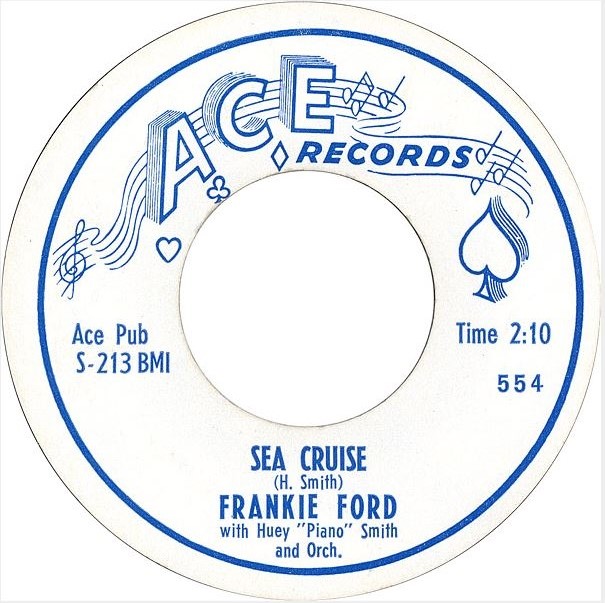 ACE
RECORDS
Ace Pub
S-213 BMI
Time 2:10
554
SEA CRUISE
(H. Smith)
FRANKIE FORD
with Huey "Piano" Smith
and Orch.